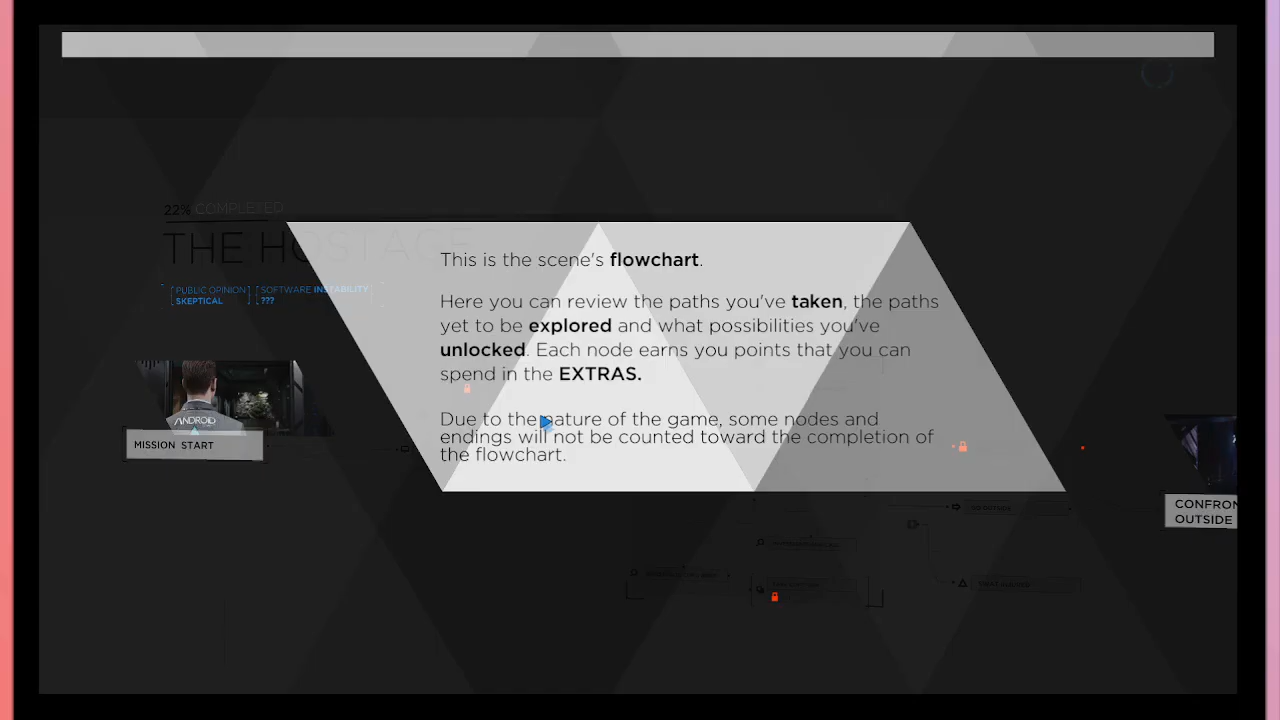 22% COMPLETED
THE HOSTAGE
PUBLIC OPINION
SKEPTICAL
SOFTWARE INSTABILITY
???
This is the scene's flowchart.
Here you can review the paths you've taken, the paths
yet to be explored and what possibilities you've
unlocked. Each node earns you points that you can
spend in the EXTRAS.
Due to the nature of the game, some nodes and
endings will not be counted toward the completion of
the flowchart.
ANDROID
MISSION START
CONFRON
OUTSIDE